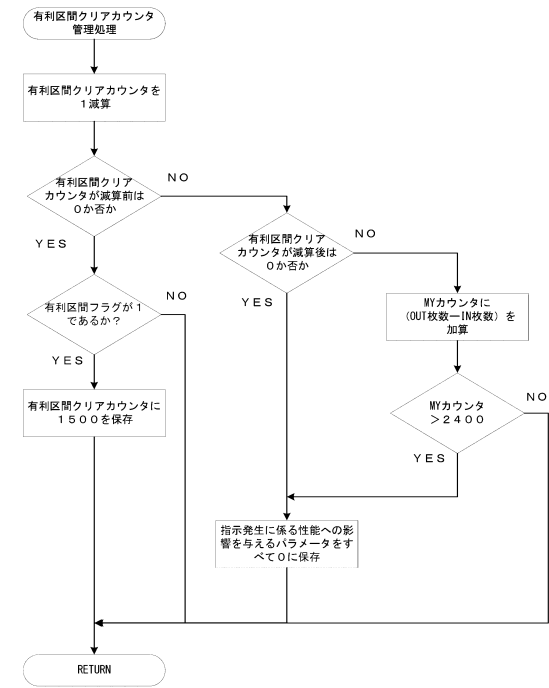 有利区間クリアカウンタ
管理処理
有利区間クリアカウンタを
１減算
有利区間クリア
カウンタが減算前は
０か否か
ＮＯ
ＹＥＳ
有利区間クリア
カウンタが減算後は
０か否か
ＮＯ
ＹＥＳ
有利区間フラグが１
であるか？
ＮＯ
ＹＥＳ
MYカウンタに
（OUT枚数ーIN枚数）を
加算
有利区間クリアカウンタに
１５００を保存
MYカウンタ
＞２４００
ＮＯ
ＹＥＳ
指示発生に係る性能への影
響を与えるパラメータをす
べて０に保存
RETURN